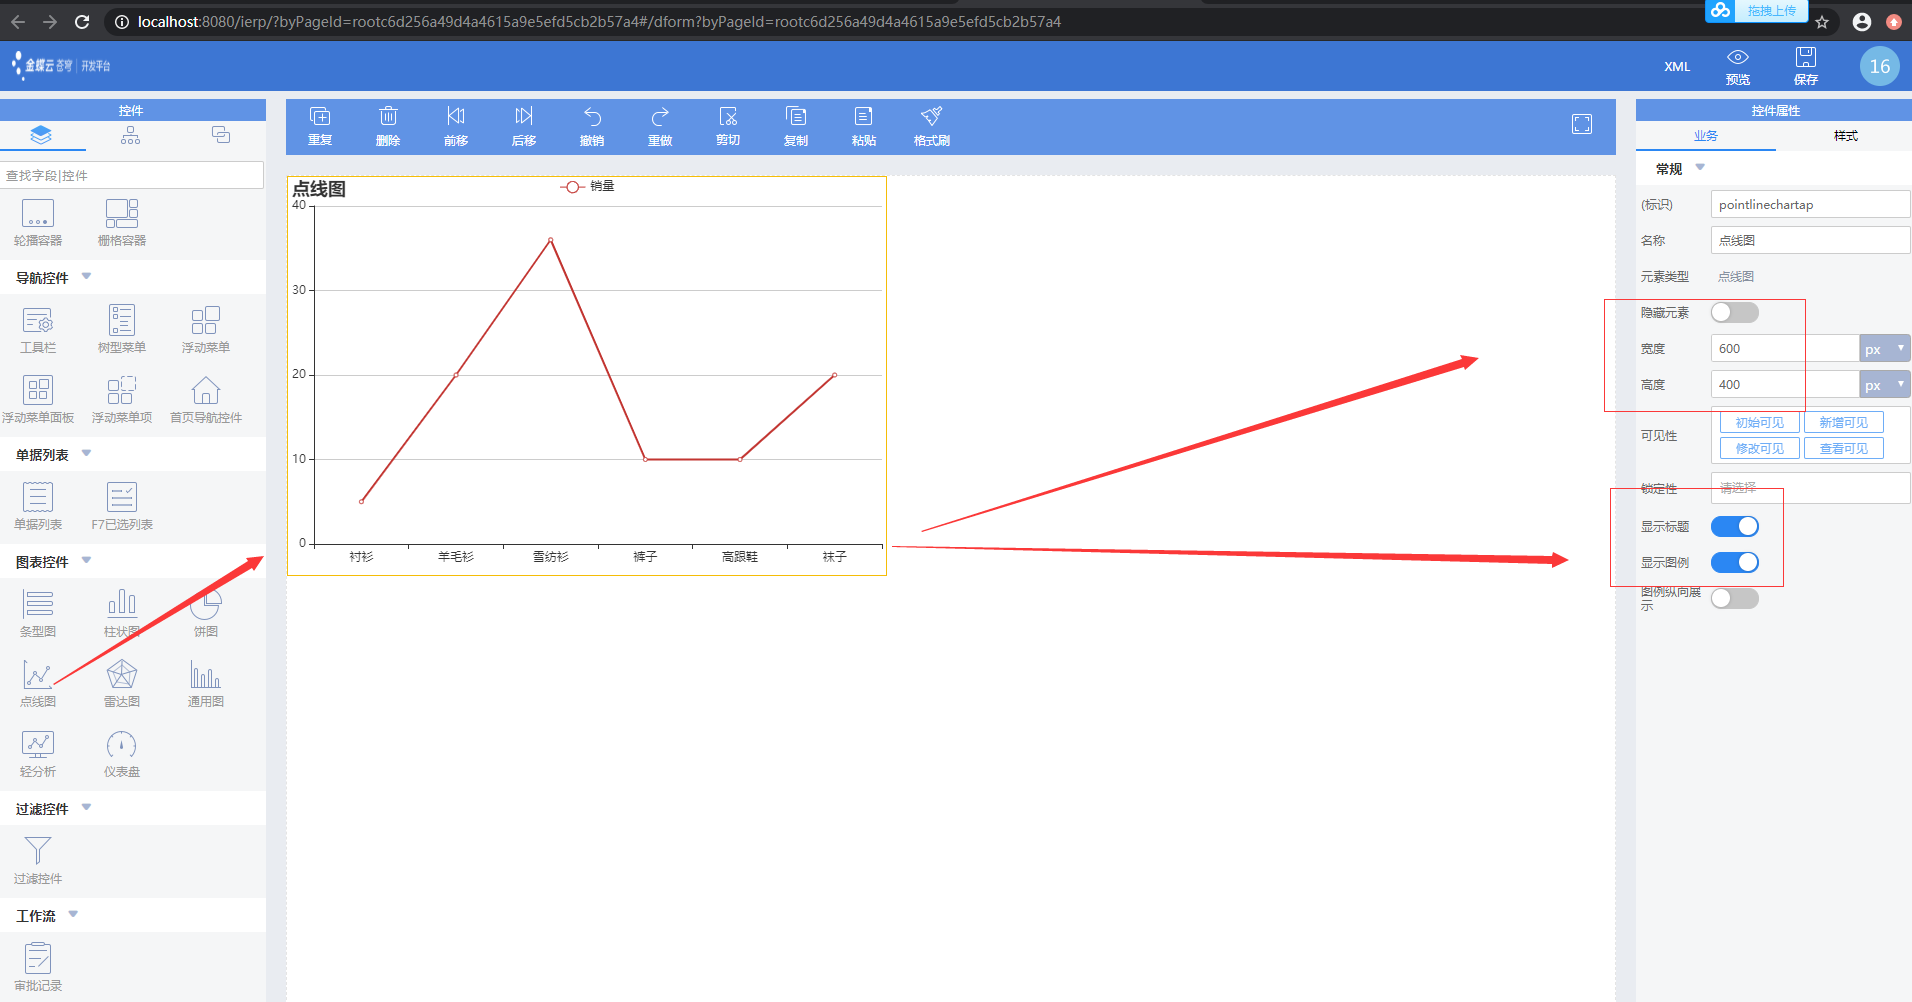 localhost:8080/ierp/?byPageId=rootc6d256a49d4a4615a9e5efd5cb2b57a4#/dform?byPageId=rootc6d256a49d4a4615a9e5efd5cb2b57a4
拖拽上传
金蝶云 苍穹 | 开发平台
XML
预览
保存
16
控件
查找字段|控件
轮播容器
栅格容器
导航控件
工具栏
树型菜单
浮动菜单
浮动菜单面板
浮动菜单项
首页导航控件
单据列表
单据列表
F7已选列表
图表控件
条型图
柱状图
饼图
点线图
雷达图
通用图
轻分析
仪表盘
过滤控件
过滤控件
工作流
审批记录
重复
删除
前移
后移
撤销
重做
剪切
复制
粘贴
格式刷
点线图
销量
40
30
20
10
0
衬衫
羊毛衫
雪纺衫
裤子
高跟鞋
袜子
控件属性
业务
样式
常规
(标识)
pointlinechartap
名称
点线图
元素类型
点线图
隐藏元素
宽度
600
px
高度
400
px
可见性
初始可见
新增可见
修改可见
查看可见
锁定性
请选择
显示标题
显示图例
图例纵向展
示